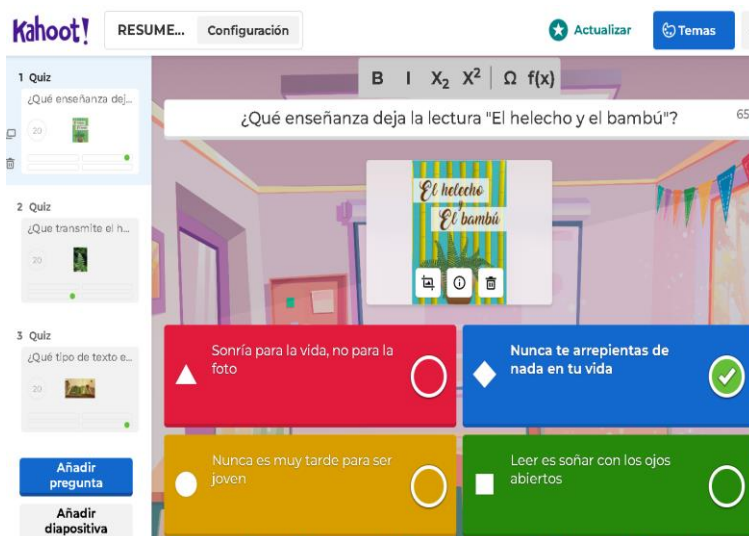 Kahoot!
RESUME...
Configuración
Actualizar
Temas
1 Quiz
¿Qué enseñanza dej...
20
2 Quiz
¿Que transmite el h...
20
3 Quiz
¿Qué tipo de texto e...
20
Añadir
pregunta
Añadir
diapositiva
B I X₂ X² Ω f(x)
¿Qué enseñanza deja la lectura "El helecho y el bambú"?
65
El helecho
y
El bambú
Sonría para la vida, no para la
foto
Nunca te arrepientas de
nada en tu vida
Nunca es muy tarde para ser
joven
Leer es soñar con los ojos
abiertos